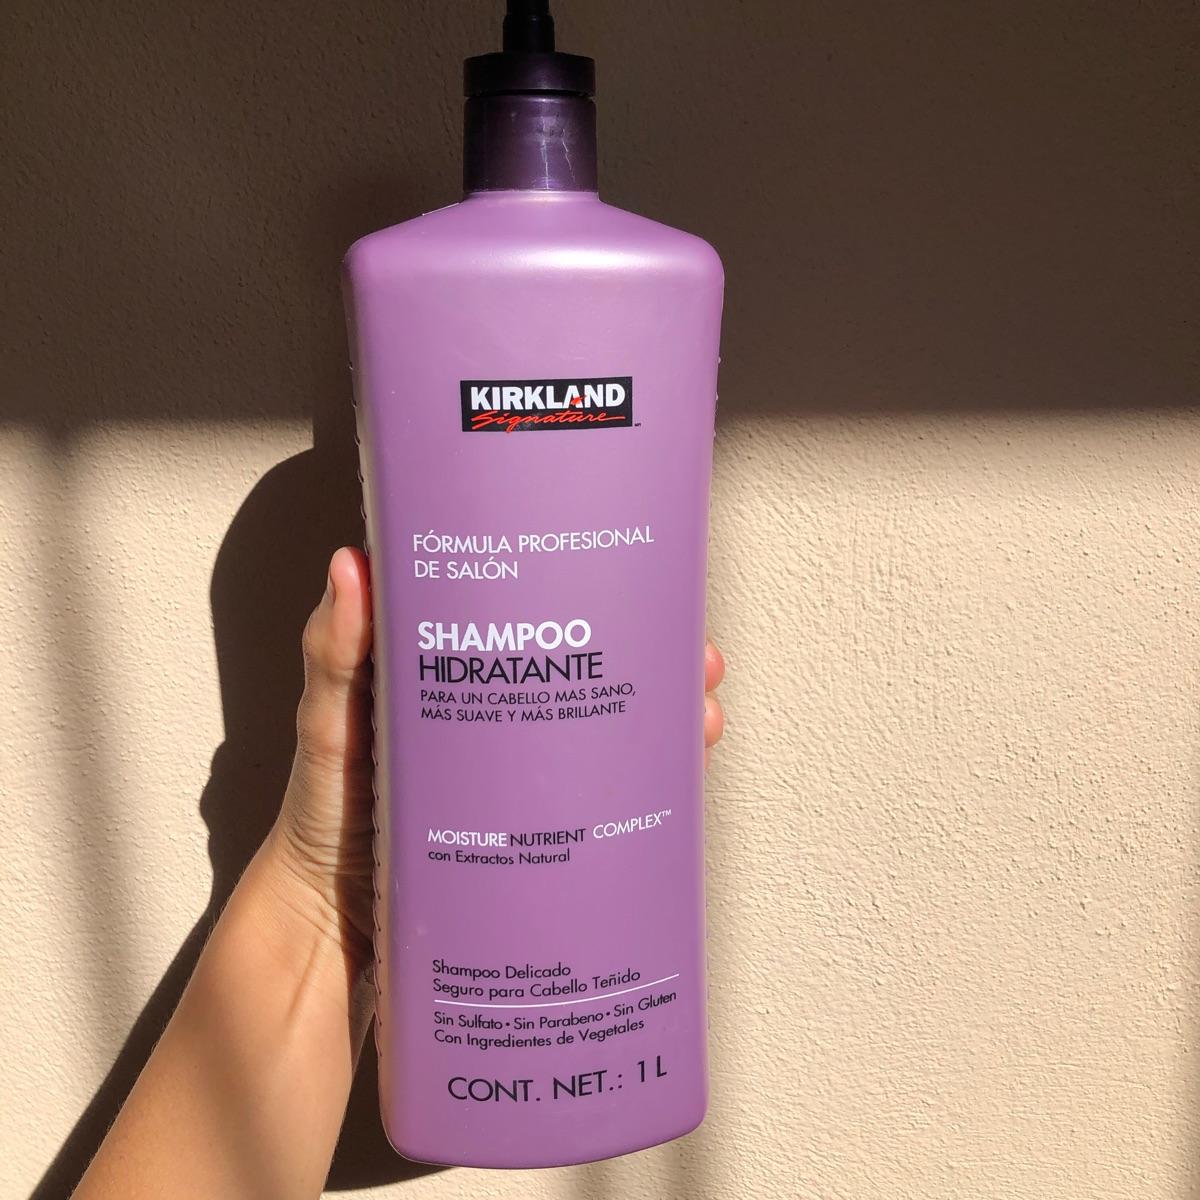 KIRKLAND
Signature
FÓRMULA PROFESIONAL
DE SALÓN
SHAMPOO
HIDRATANTE
PARA UN CABELLO MAS SANO,
MÁS SUAVE Y MÁS BRILLANTE
MOISTURE NUTRIENT COMPLEX™
con Extractos Natural
Shampoo Delicado
Seguro para Cabello Teñido
Sin Sulfato • Sin Parabeno • Sin Gluten
Con Ingredientes de Vegetales
CONT. NET.: 1 L